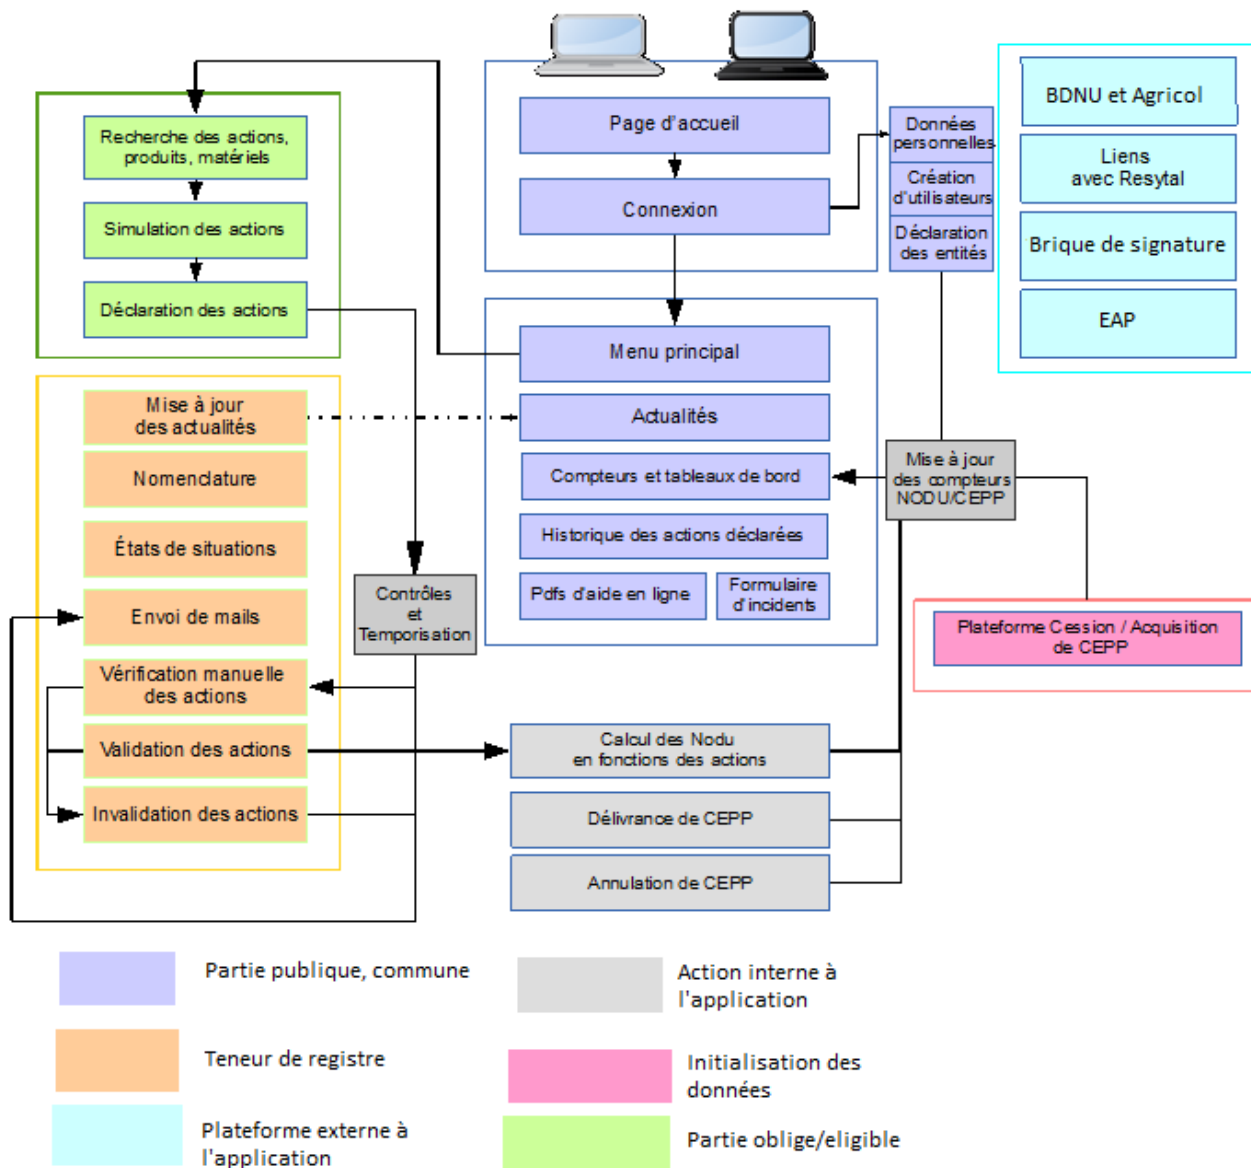 Page d'accueil
Connexion
Données
personnelles
Création
d'utilisateurs
Déclaration
des entités
BDNU et Agricol
Liens
avec Resytal
Brique de signature
EAP
Recherche des actions,
produits, matériels
Simulation des actions
Déclaration des actions
Menu principal
Actualités
Compteurs et tableaux de bord
Historique des actions déclarées
Pdfs d'aide en ligne
Formulaire
d'incidents
Mise à jour
des compteurs
NODU/CEPP
Plateforme Cession / Acquisition
de CEPP
Mise à jour
des actualités
Nomenclature
États de situations
Envoi de mails
Vérification manuelle
des actions
Validation des actions
Invalidation des actions
Contrôles
et
Temporisation
Calcul des Nodu
en fonctions des actions
Délivrance de CEPP
Annulation de CEPP
Partie publique, commune
Action interne à
l'application
Teneur de registre
Initialisation des
données
Plateforme externe à
l'application
Partie oblige/eligible